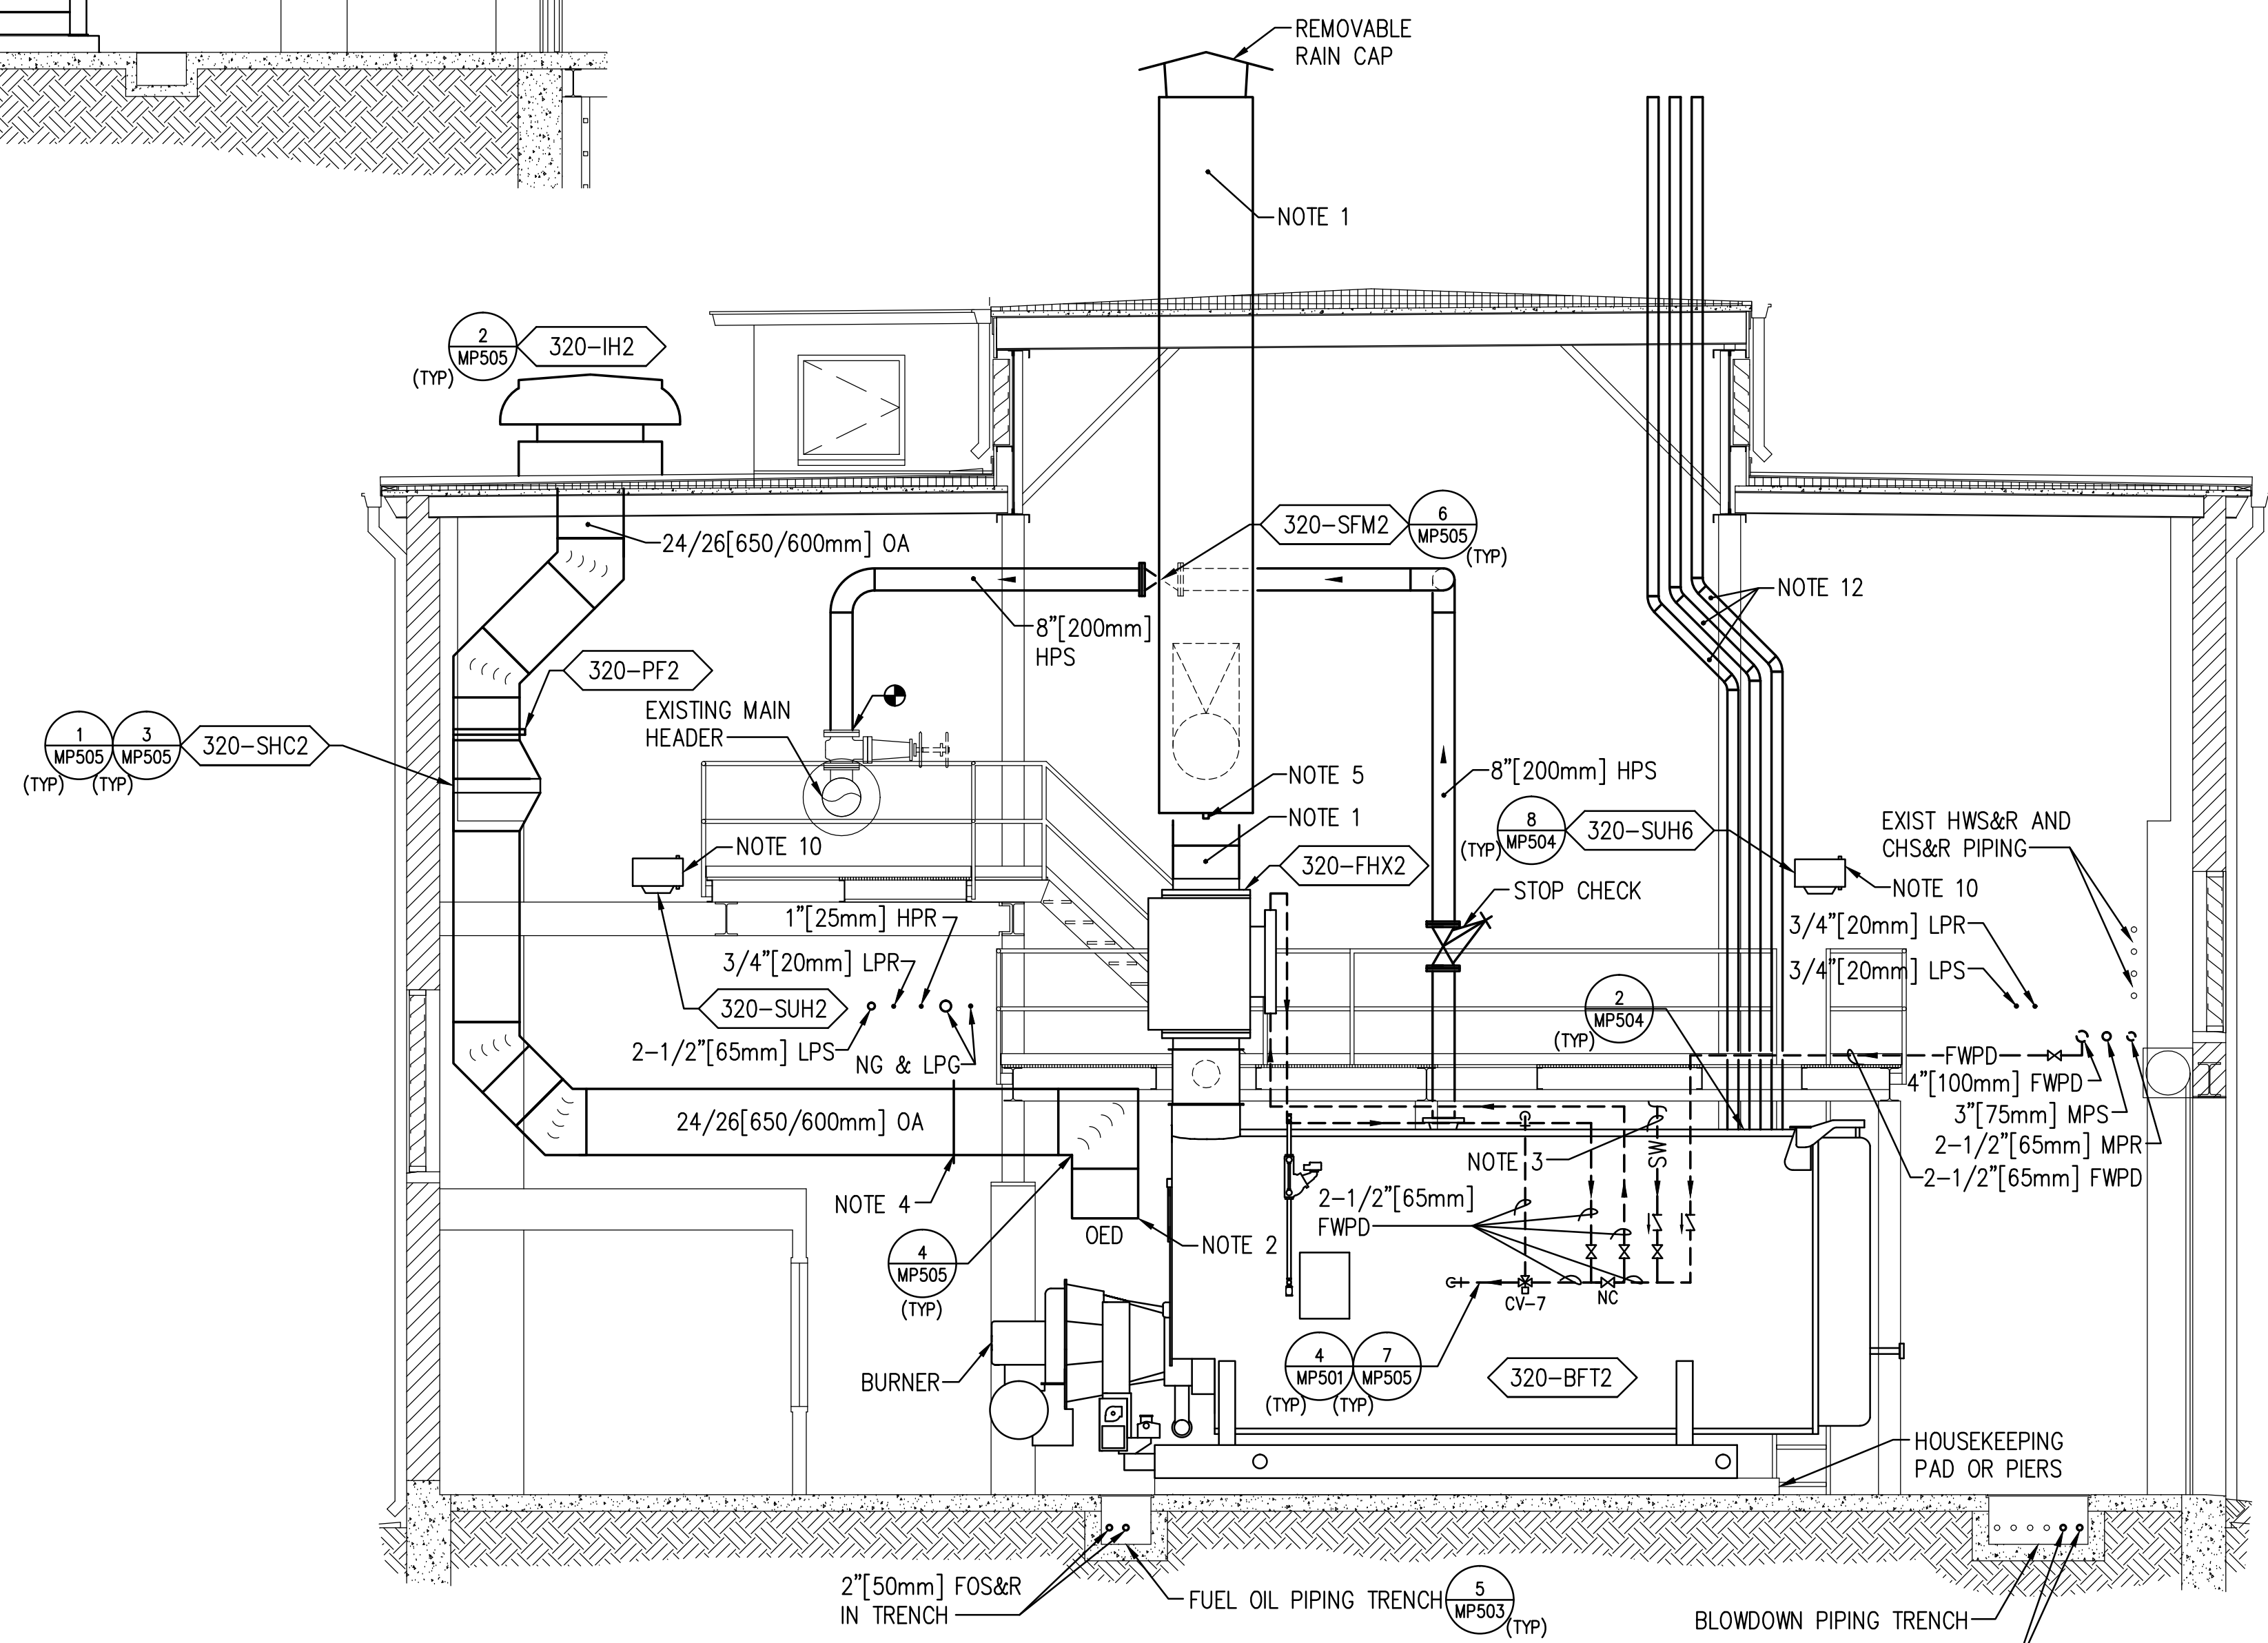 REMOVABLE
RAIN CAP
NOTE 1
2
MP505
320-IH2
(TYP)
24/26[650/600mm] OA
320-SFM2
6
MP505
(TYP)
NOTE 12
8"[200mm]
HPS
320-PF2
EXISTING MAIN
HEADER
1
MP505
3
MP505
320-SHC2
(TYP)
(TYP)
NOTE 5
8"[200mm] HPS
NOTE 1
8
MP504
320-SUH6
(TYP)
EXIST HWS&R AND
CHS&R PIPING
NOTE 10
320-FHX2
STOP CHECK
NOTE 10
1"[25mm] HPR
3/4"[20mm] LPR
3/4"[20mm] LPR
3/4"[20mm] LPS
320-SUH2
2
MP504
(TYP)
2-1/2"[65mm] LPS
NG & LPG
FWPD
4"[100mm] FWPD
3"[75mm] MPS
2-1/2"[65mm] MPR
2-1/2"[65mm] FWPD
24/26[650/600mm] OA
NOTE 3
SW
NOTE 4
2-1/2"[65mm]
FWPD
OED
NOTE 2
4
MP505
(TYP)
CV-7
NC
BURNER
4
MP501
7
MP505
(TYP)
(TYP)
320-BFT2
HOUSEKEEPING
PAD OR PIERS
2"[50mm] FOS&R
IN TRENCH
FUEL OIL PIPING TRENCH
5
MP503
(TYP)
BLOWDOWN PIPING TRENCH